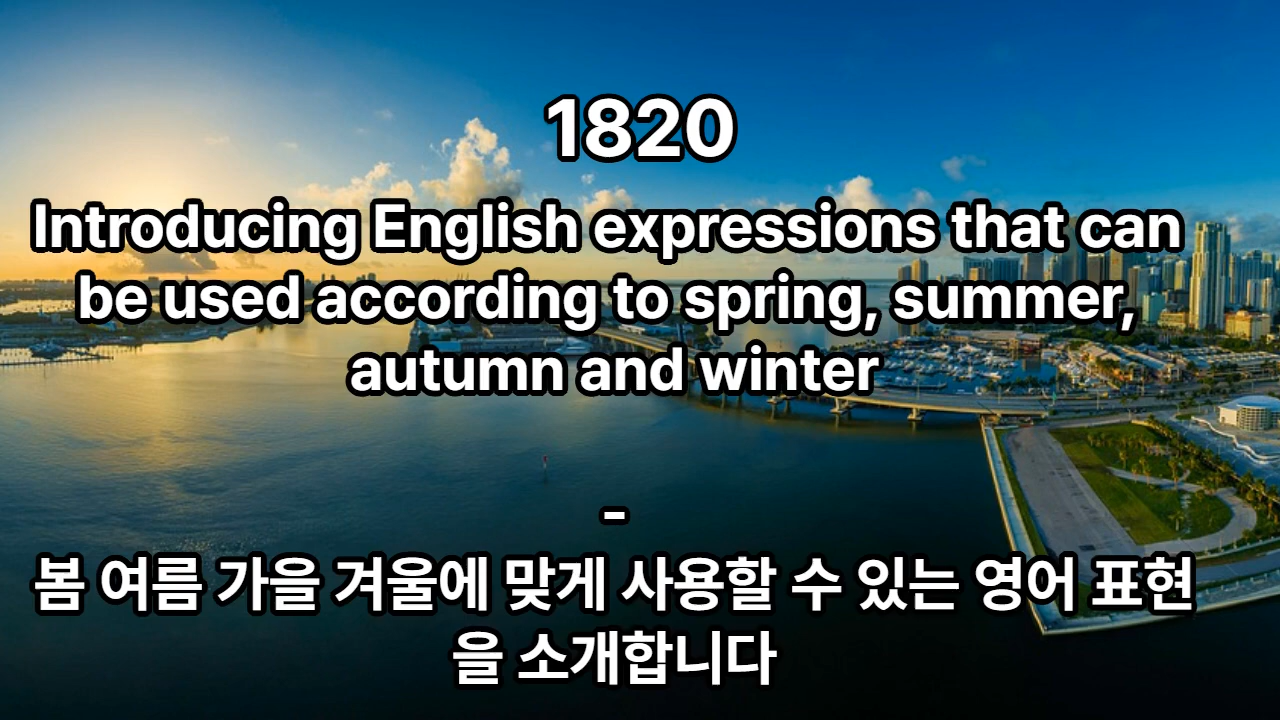 1820
Introducing English expressions that can
be used according to spring, summer,
autumn and winter
-
봄 여름 가을 겨울에 맞게 사용할 수 있는 영어 표현
을 소개합니다